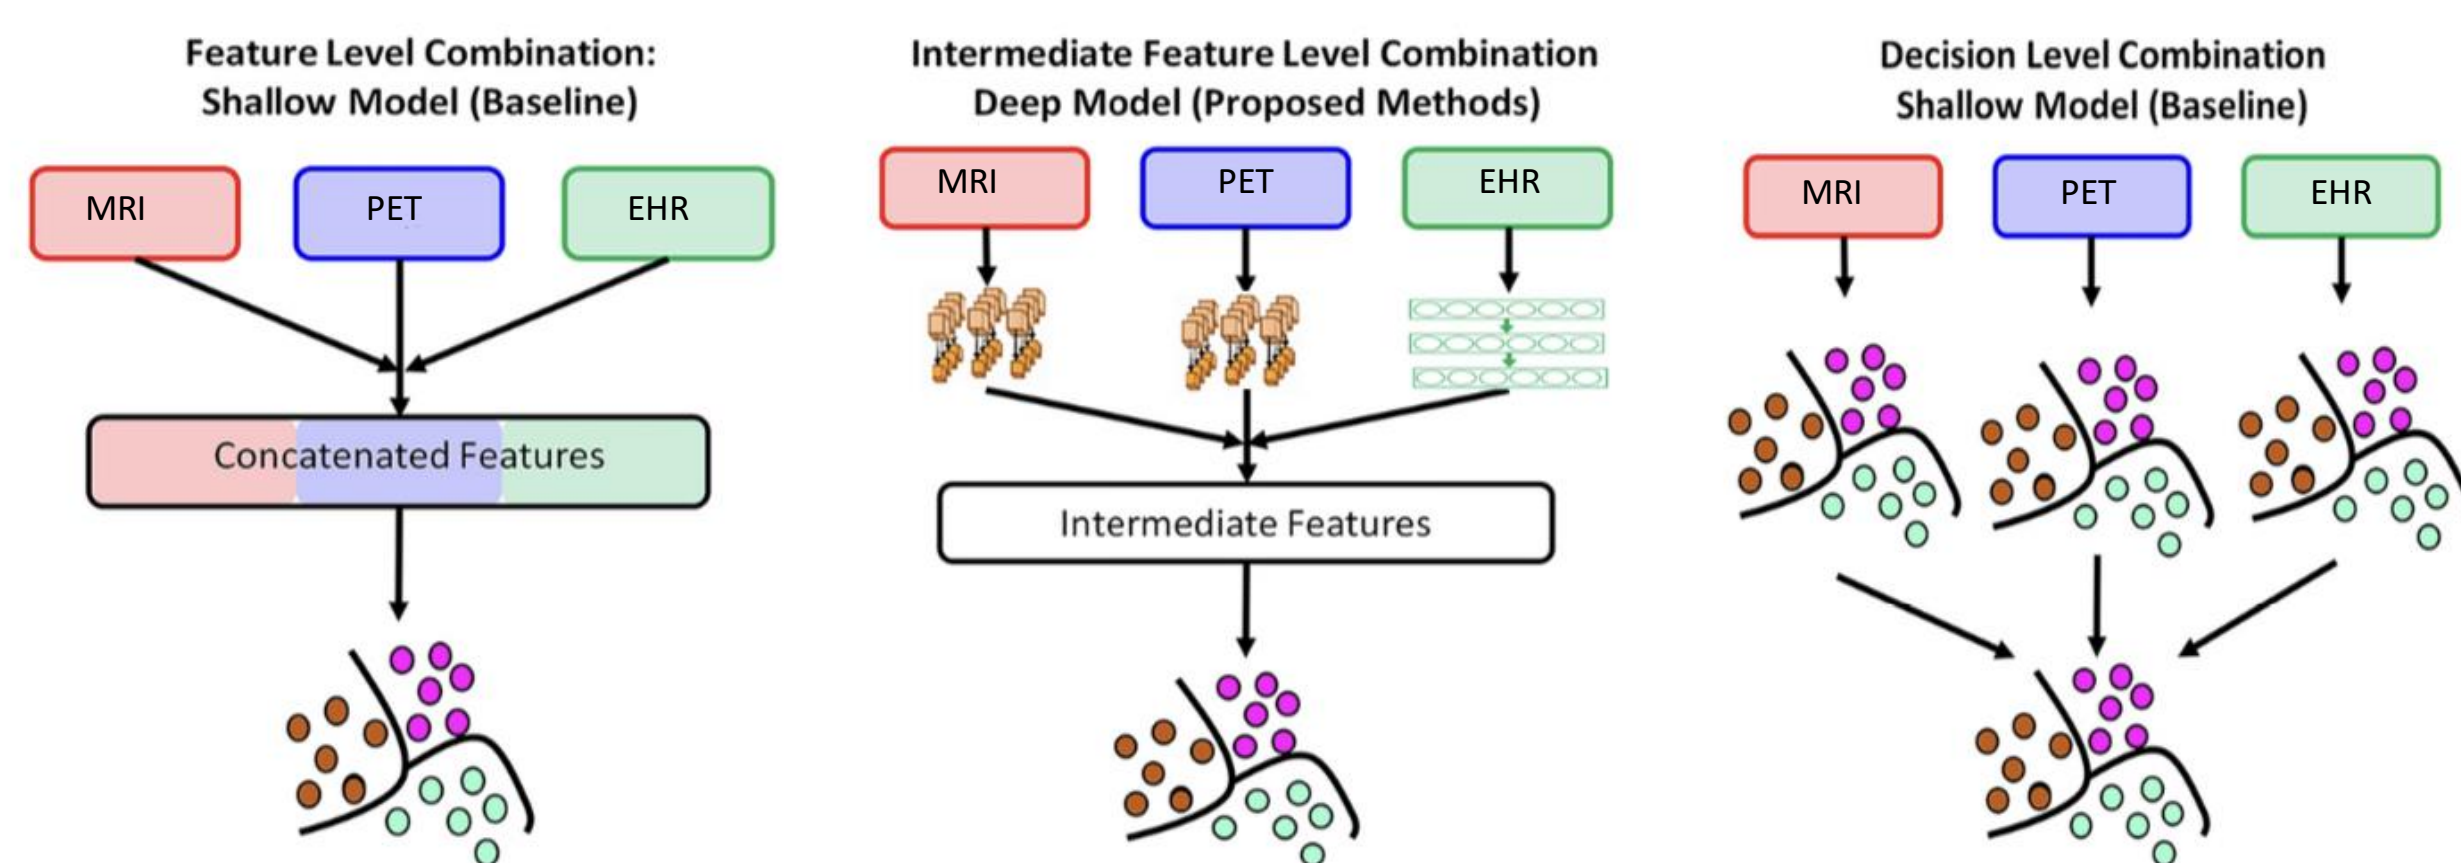 Feature Level Combination:
Shallow Model (Baseline)
MRI
PET
EHR
Concatenated Features
Intermediate Feature Level Combination
Deep Model (Proposed Methods)
MRI
PET
EHR
Intermediate Features
Decision Level Combination
Shallow Model (Baseline)
MRI
PET
EHR